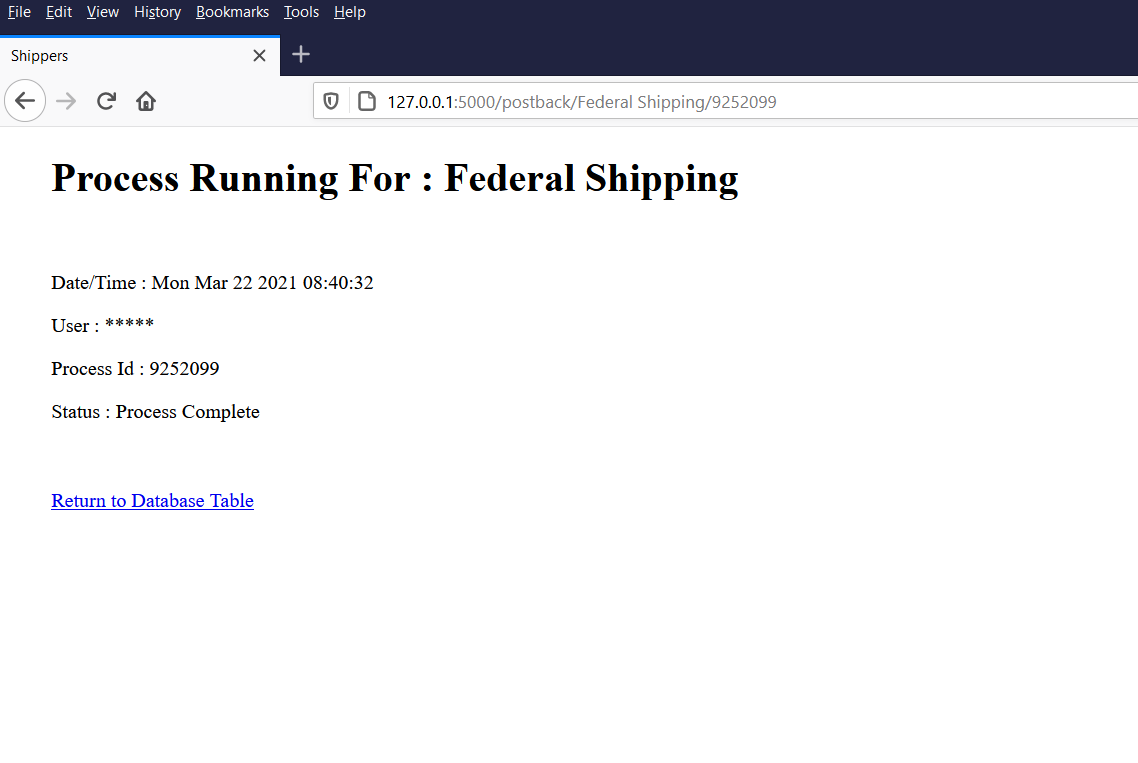 File Edit View History Bookmarks Tools Help
Shippers
127.0.0.1:5000/postback/Federal Shipping/9252099
Process Running For : Federal Shipping
Date/Time : Mon Mar 22 2021 08:40:32
User : *****
Process Id : 9252099
Status : Process Complete
Return to Database Table